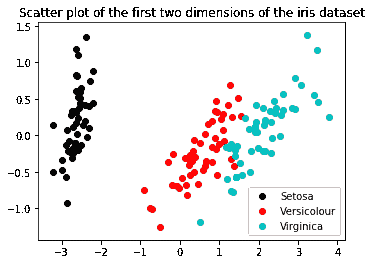 Scatter plot of the first two dimensions of the iris dataset
1.5
1.0
0.5
0.0
−0.5
−1.0
Setosa
Versicolour
Virginica
−3 −2 −1 0 1 2 3 4